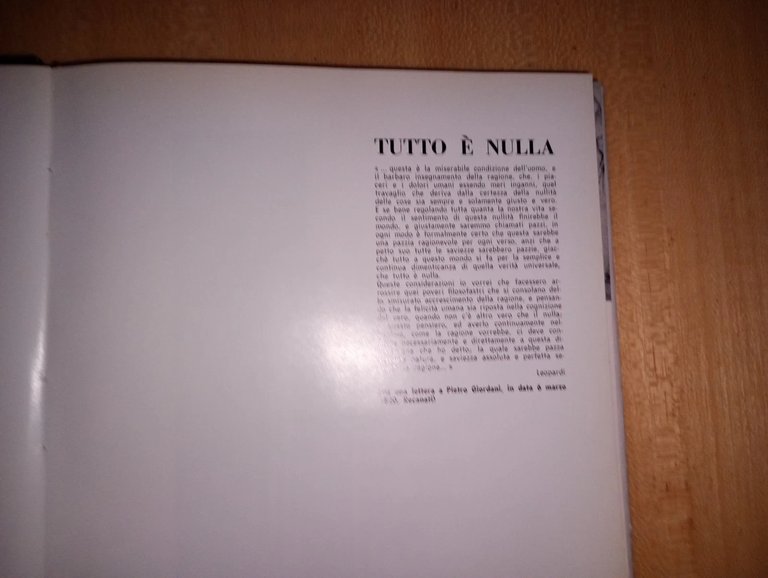 TUTTO È NULLA
« ... questa è la miserabile condizione dell'uomo, e
il barbaro insegnamento della ragione, che, i pia-
ceri e i dolori umani essendo meri inganni, quel
travaglio che deriva dalla certezza della nullità
delle cose sia sempre e solamente giusto e vero.
E se bene regolando tutta quanta la nostra vita se-
condo il sentimento di questa nullità finirebbe il
mondo, e giustamente saremmo chiamati pazzi, in
ogni modo è formalmente certo che questa sarebbe
una pazzia ragionevole per ogni verso, anzi che a
petto suo tutte le saviezze sarebbero pazzie, giac-
chè tutto a questo mondo si fa per la semplice e
continua dimenticanza di quella verità universale,
che tutto è nulla.
Queste considerazioni io vorrei che facessero ar-
rossire quei poveri filosofastri che si consolano del-
lo smisurato accrescimento della ragione, e pensan-
do che la felicità umana sia riposta nella cognizione
del vero, quando non c'è altro vero che il nulla.
pensiero, ed averlo continuamente nel-
come la ragione vorrebbe, ci deve con-
necessariamente e direttamente a questa di-
che ho detto: la quale sarebbe pazza
natura, e saviezza assoluta e perfetta se-
ragione... »
Leopardi
una lettera a Pietro Giordani, in data 6 marzo
Recanati)